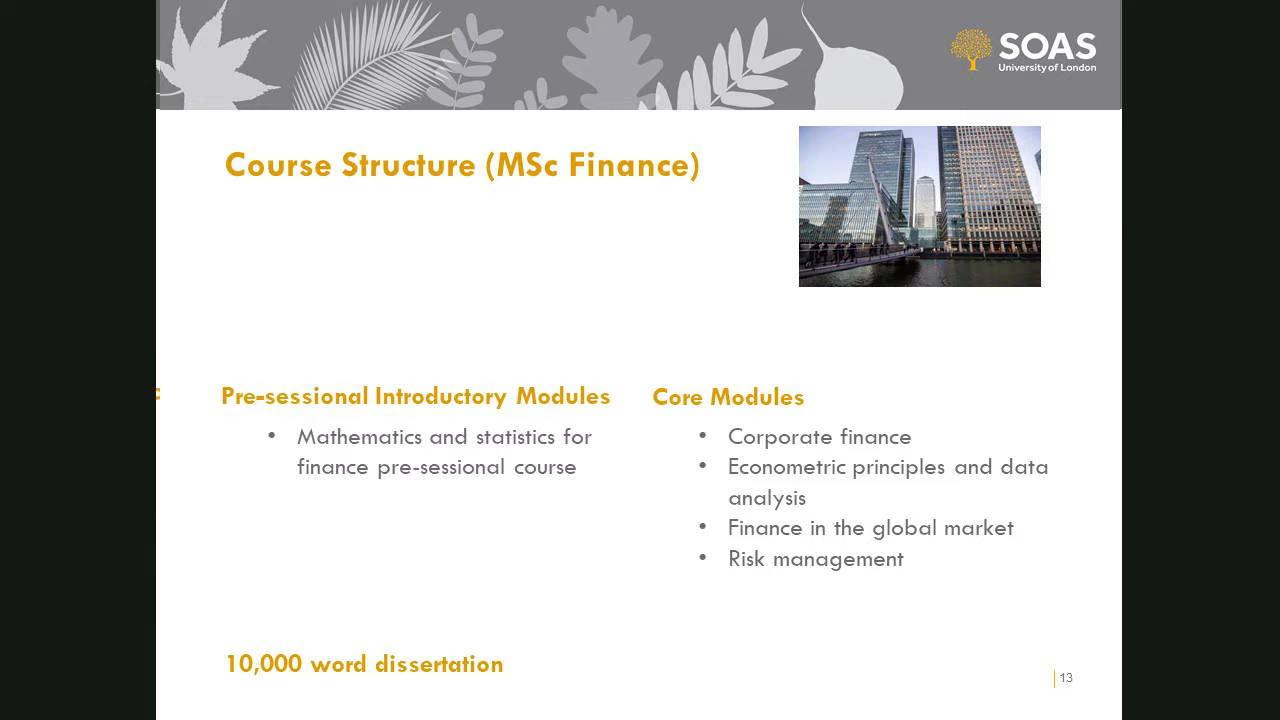 SOAS
University of London
Course Structure (MSc Finance)
Pre-sessional Introductory Modules
• Mathematics and statistics for
finance pre-sessional course
Core Modules
• Corporate finance
• Econometric principles and data
analysis
• Finance in the global market
• Risk management
10,000 word dissertation
13